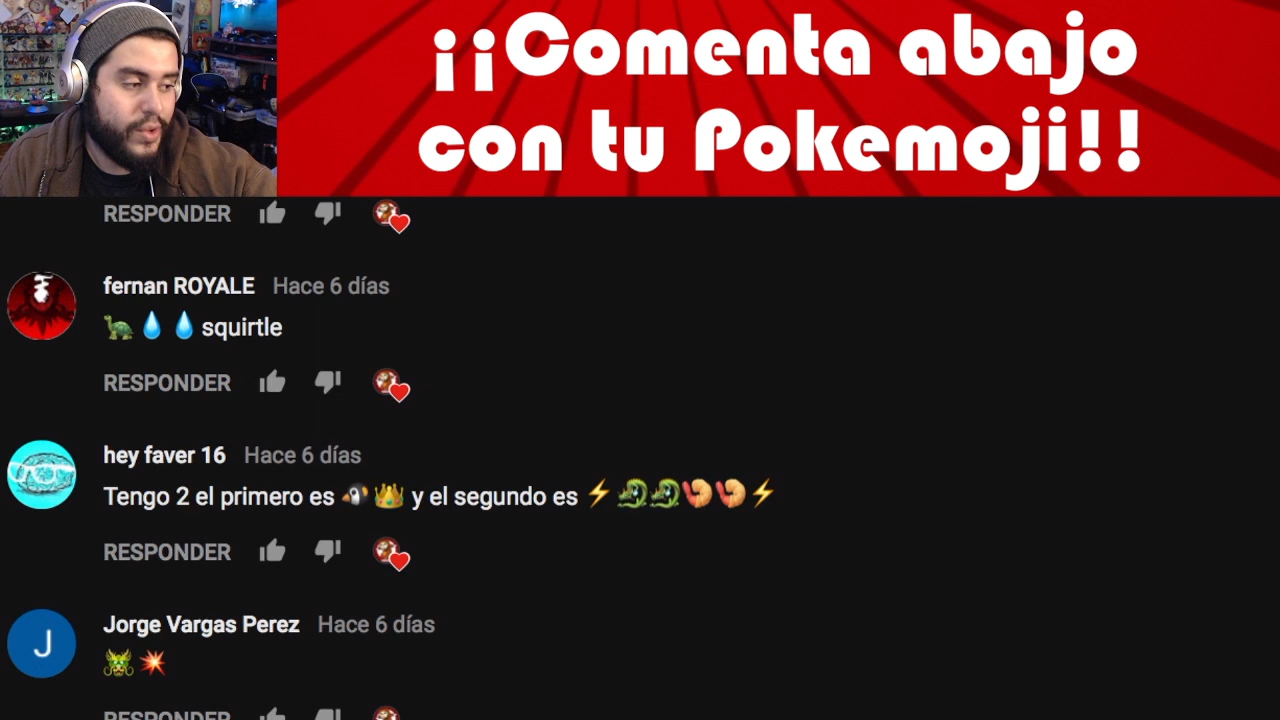 ¡¡Comenta abajo
con tu Pokemoji!!
RESPONDER
fernan ROYALE Hace 6 días
🐢💧💧squirtle
RESPONDER
hey faver 16 Hace 6 días
Tengo 2 el primero es 🐧👑 y el segundo es ⚡🐉🐉🍤🍤⚡
RESPONDER
J
Jorge Vargas Perez Hace 6 días
🐲💥
RESPONDER